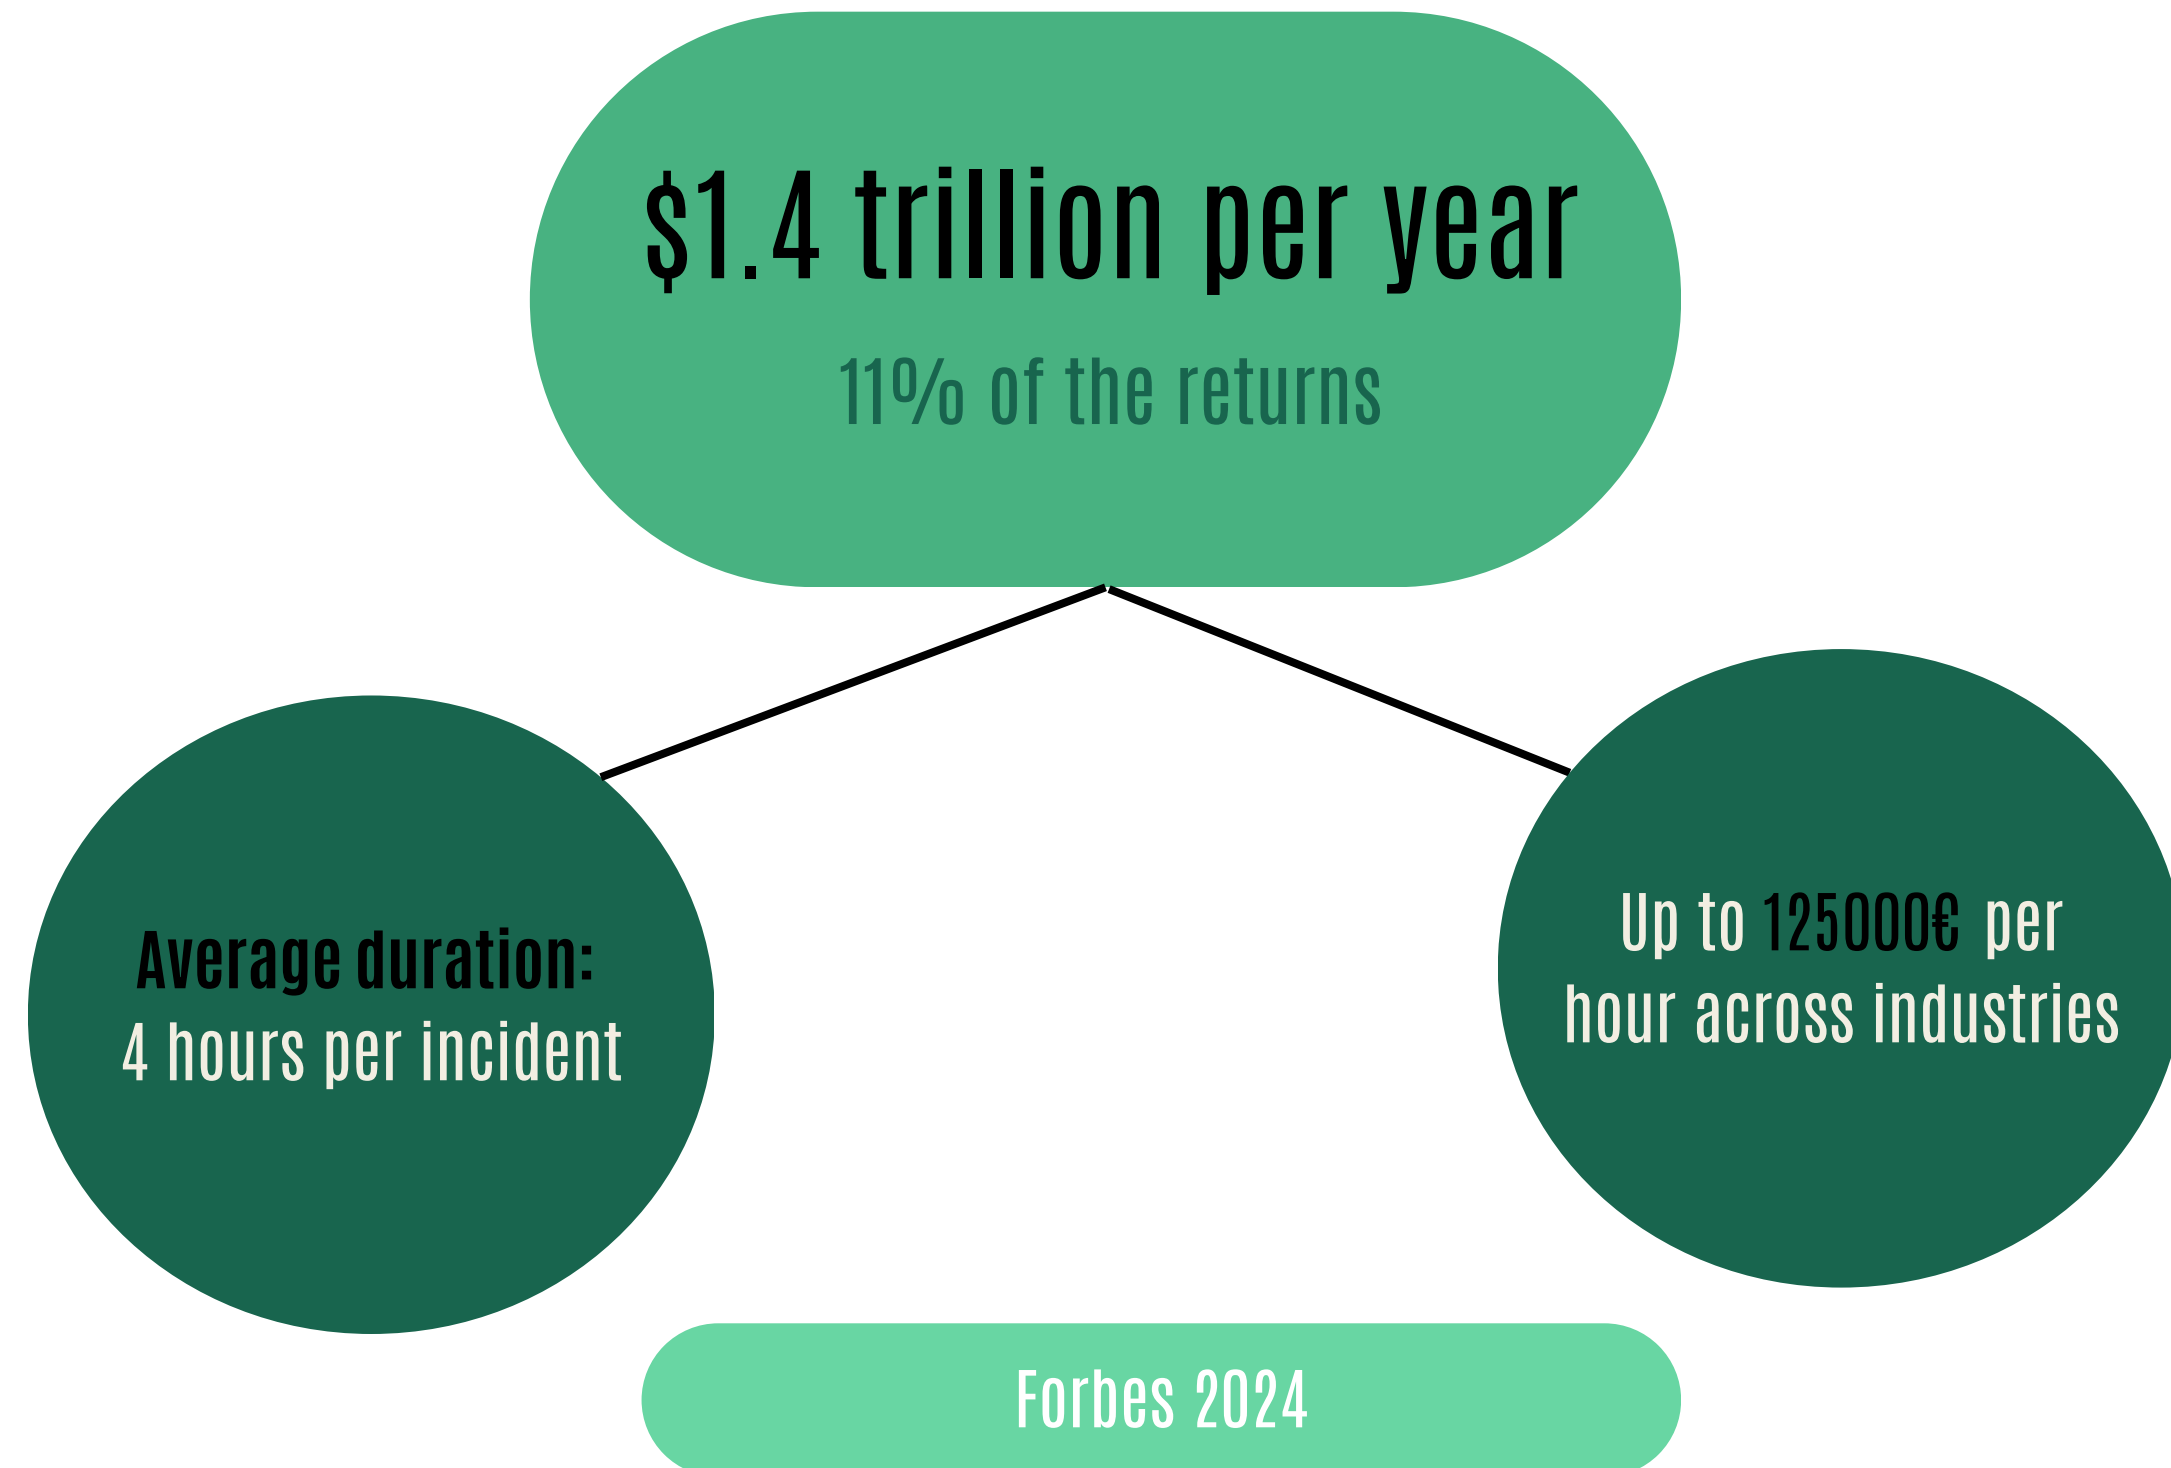 $1.4 trillion per year
11% of the returns
Average duration:
4 hours per incident
Up to 125000€ per
hour across industries
Forbes 2024